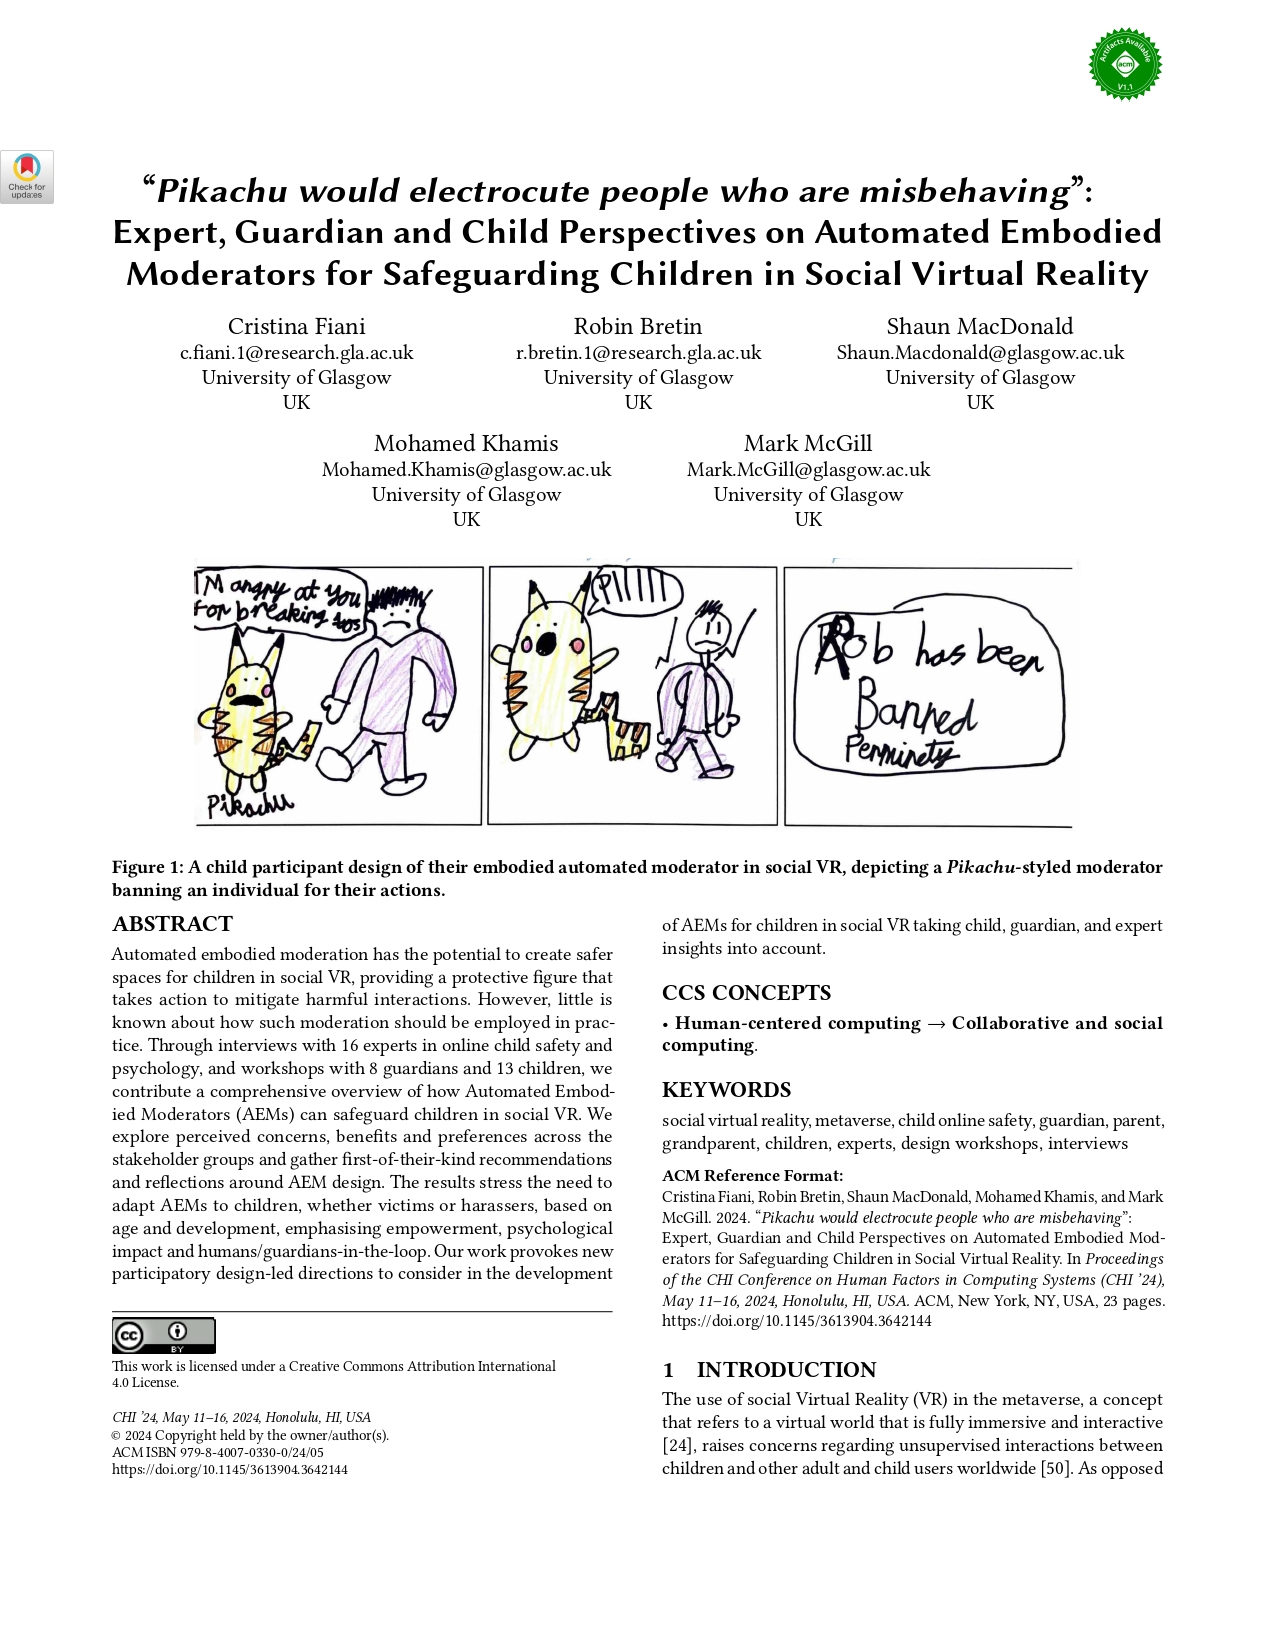 Artifacts Available
acm
V1.1
Check for
updates
“Pikachu would electrocute people who are misbehaving”:
Expert, Guardian and Child Perspectives on Automated Embodied
Moderators for Safeguarding Children in Social Virtual Reality
Cristina Fiani
c.fiani.1@research.gla.ac.uk
University of Glasgow
UK
Robin Bretin
r.bretin.1@research.gla.ac.uk
University of Glasgow
UK
Shaun MacDonald
Shaun.Macdonald@glasgow.ac.uk
University of Glasgow
UK
Mohamed Khamis
Mohamed.Khamis@glasgow.ac.uk
University of Glasgow
UK
Mark McGill
Mark.McGill@glasgow.ac.uk
University of Glasgow
UK
I'M angry at you
For breaking tos
Pikachu
Rob has been
Banned
Perminety
Figure 1: A child participant design of their embodied automated moderator in social VR, depicting a Pikachu-styled moderator
banning an individual for their actions.
ABSTRACT
Automated embodied moderation has the potential to create safer
spaces for children in social VR, providing a protective figure that
takes action to mitigate harmful interactions. However, little is
known about how such moderation should be employed in prac-
tice. Through interviews with 16 experts in online child safety and
psychology, and workshops with 8 guardians and 13 children, we
contribute a comprehensive overview of how Automated Embod-
ied Moderators (AEMs) can safeguard children in social VR. We
explore perceived concerns, benefits and preferences across the
stakeholder groups and gather first-of-their-kind recommendations
and reflections around AEM design. The results stress the need to
adapt AEMs to children, whether victims or harassers, based on
age and development, emphasising empowerment, psychological
impact and humans/guardians-in-the-loop. Our work provokes new
participatory design-led directions to consider in the development
cc
BY
This work is licensed under a Creative Commons Attribution International
4.0 License.
CHI ’24, May 11–16, 2024, Honolulu, HI, USA
© 2024 Copyright held by the owner/author(s).
ACM ISBN 979-8-4007-0330-0/24/05
https://doi.org/10.1145/3613904.3642144
of AEMs for children in social VR taking child, guardian, and expert
insights into account.
CCS CONCEPTS
• Human-centered computing → Collaborative and social
computing.
KEYWORDS
social virtual reality, metaverse, child online safety, guardian, parent,
grandparent, children, experts, design workshops, interviews
ACM Reference Format:
Cristina Fiani, Robin Bretin, Shaun MacDonald, Mohamed Khamis, and Mark
McGill. 2024. “Pikachu would electrocute people who are misbehaving”:
Expert, Guardian and Child Perspectives on Automated Embodied Mod-
erators for Safeguarding Children in Social Virtual Reality. In Proceedings
of the CHI Conference on Human Factors in Computing Systems (CHI ’24),
May 11–16, 2024, Honolulu, HI, USA. ACM, New York, NY, USA, 23 pages.
https://doi.org/10.1145/3613904.3642144
1 INTRODUCTION
The use of social Virtual Reality (VR) in the metaverse, a concept
that refers to a virtual world that is fully immersive and interactive
[24], raises concerns regarding unsupervised interactions between
children and other adult and child users worldwide [50]. As opposed